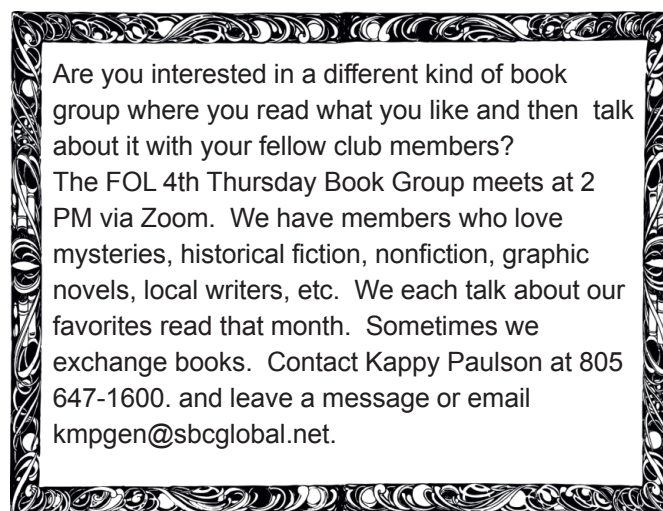 Are you interested in a different kind of book
group where you read what you like and then  talk
about it with your fellow club members?
The FOL 4th Thursday Book Group meets at 2
PM via Zoom.  We have members who love
mysteries, historical fiction, nonfiction, graphic
novels, local writers, etc.  We each talk about our
favorites read that month.  Sometimes we
exchange books.  Contact Kappy Paulson at 805
647-1600. and leave a message or email
kmpgen@sbcglobal.net.